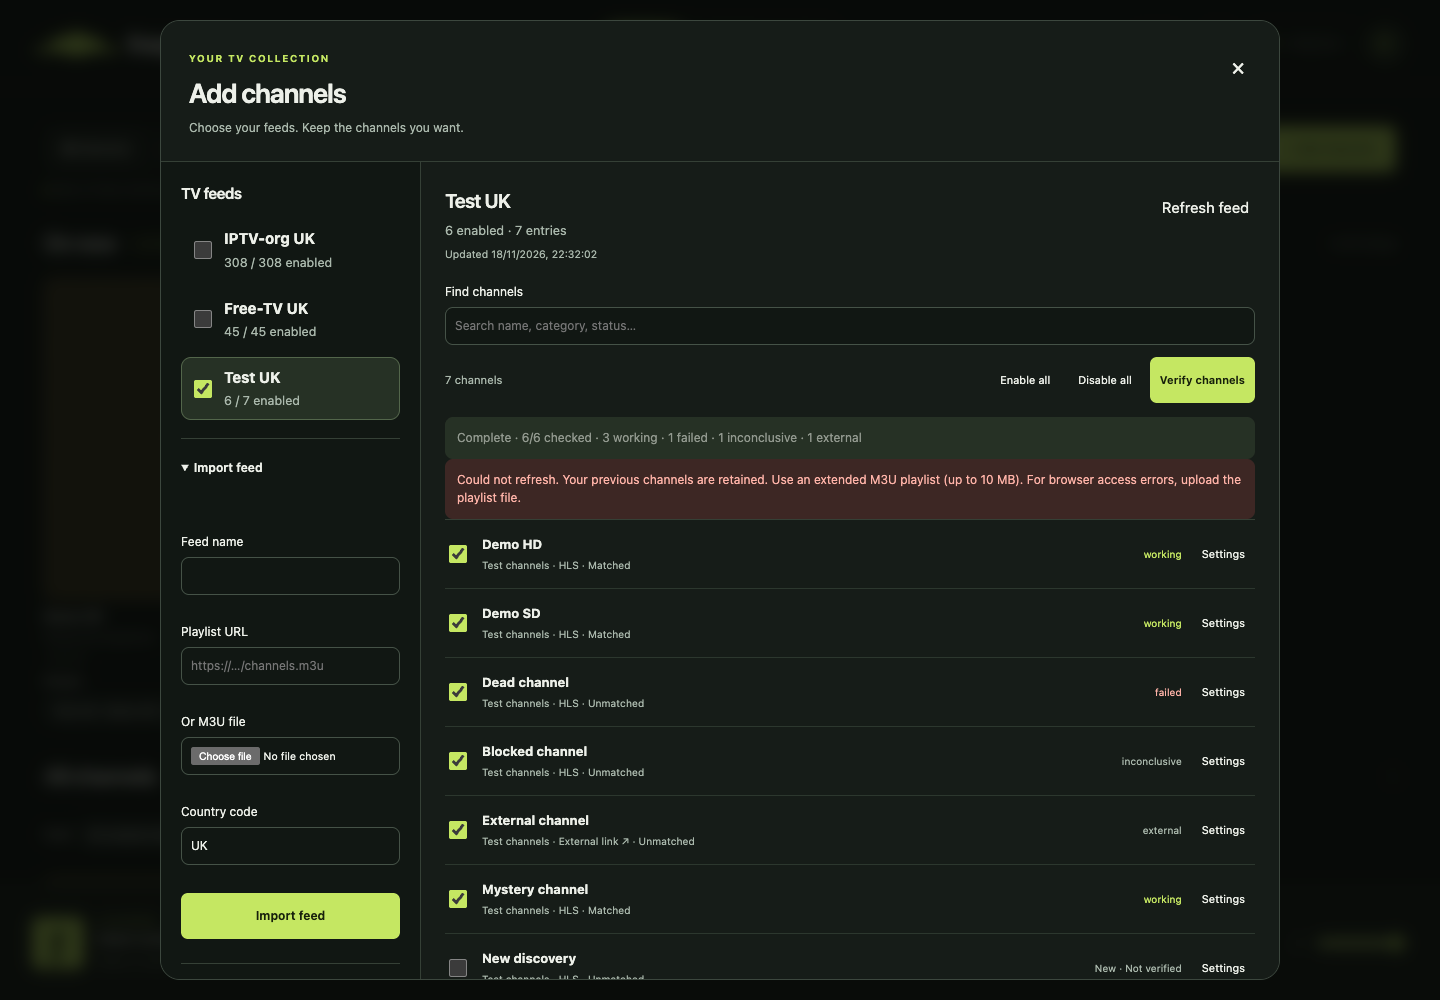 YOUR TV COLLECTION
Add channels
Choose your feeds. Keep the channels you want.
×
TV feeds
IPTV-org UK
308 / 308 enabled
Free-TV UK
45 / 45 enabled
Test UK
6 / 7 enabled
▼ Import feed
Feed name
Playlist URL
https://…/channels.m3u
Or M3U file
Choose file No file chosen
Country code
UK
Import feed
Test UK
Refresh feed
6 enabled · 7 entries
Updated 18/11/2026, 22:32:02
Find channels
Search name, category, status…
7 channels
Enable all
Disable all
Verify channels
Complete · 6/6 checked · 3 working · 1 failed · 1 inconclusive · 1 external
Could not refresh. Your previous channels are retained. Use an extended M3U playlist (up to 10 MB). For browser access errors, upload the
playlist file.
Demo HD
Test channels · HLS · Matched
working
Settings
Demo SD
Test channels · HLS · Matched
working
Settings
Dead channel
Test channels · HLS · Unmatched
failed
Settings
Blocked channel
Test channels · HLS · Unmatched
inconclusive
Settings
External channel
Test channels · External link ↗ · Unmatched
external
Settings
Mystery channel
Test channels · HLS · Matched
working
Settings
New discovery
Test channels · HLS · Unmatched
New · Not verified
Settings